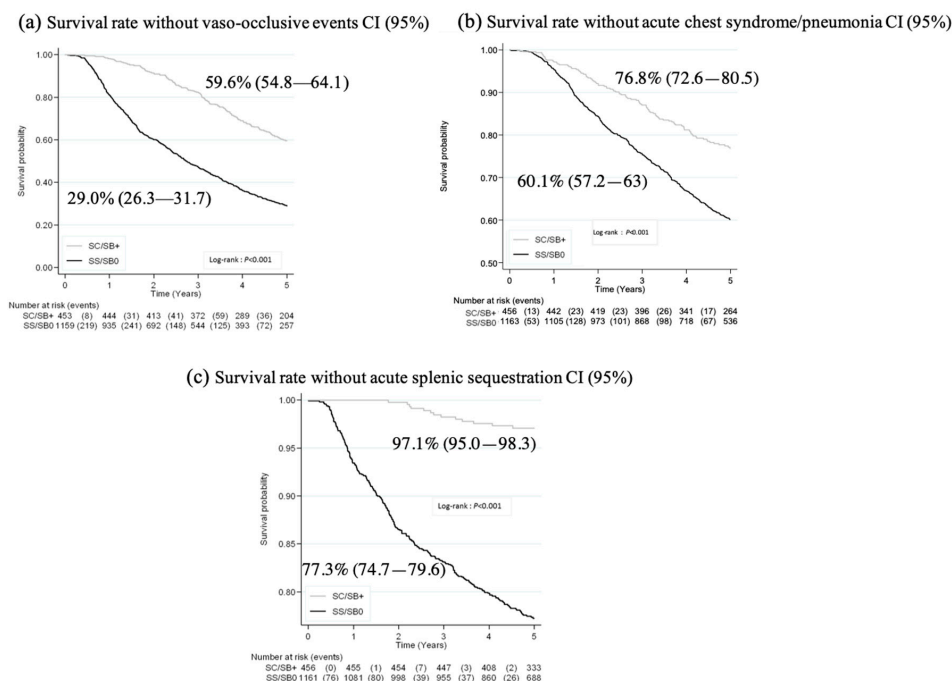 (a) Survival rate without vaso-occlusive events CI (95%)
1.00
0.80
0.60
0.40
0.20
0.00
Survival probability
59.6% (54.8—64.1)
29.0% (26.3—31.7)
SC/SB+
SS/SB0
Log-rank : P<0.001
0 1 2 3 4 5
Time (Years)
Number at risk (events)
SC/SB+ 453 (8) 444 (31) 413 (41) 372 (59) 289 (36) 204
SS/SB0 1159 (219) 935 (241) 692 (148) 544 (125) 393 (72) 257
(b) Survival rate without acute chest syndrome/pneumonia CI (95%)
1.00
0.90
0.80
0.70
0.60
0.50
Survival probability
76.8% (72.6—80.5)
60.1% (57.2—63)
SC/SB+
SS/SB0
Log-rank : P<0.001
0 1 2 3 4 5
Time (Years)
Number at risk (events)
SC/SB+ 456 (13) 442 (23) 419 (23) 396 (26) 341 (17) 264
SS/SB0 1163 (53) 1105 (128) 973 (101) 868 (98) 718 (67) 536
(c) Survival rate without acute splenic sequestration CI (95%)
1.00
0.95
0.90
0.85
0.80
Survival probability
97.1% (95.0—98.3)
Log-rank : P<0.001
77.3% (74.7—79.6)
SC/SB+
SS/SB0
0 1 2 3 4 5
Time (Years)
Number at risk (events)
SC/SB+ 456 (0) 455 (1) 454 (7) 447 (3) 408 (2) 333
SS/SB0 1161 (76) 1081 (80) 998 (39) 955 (37) 860 (26) 688